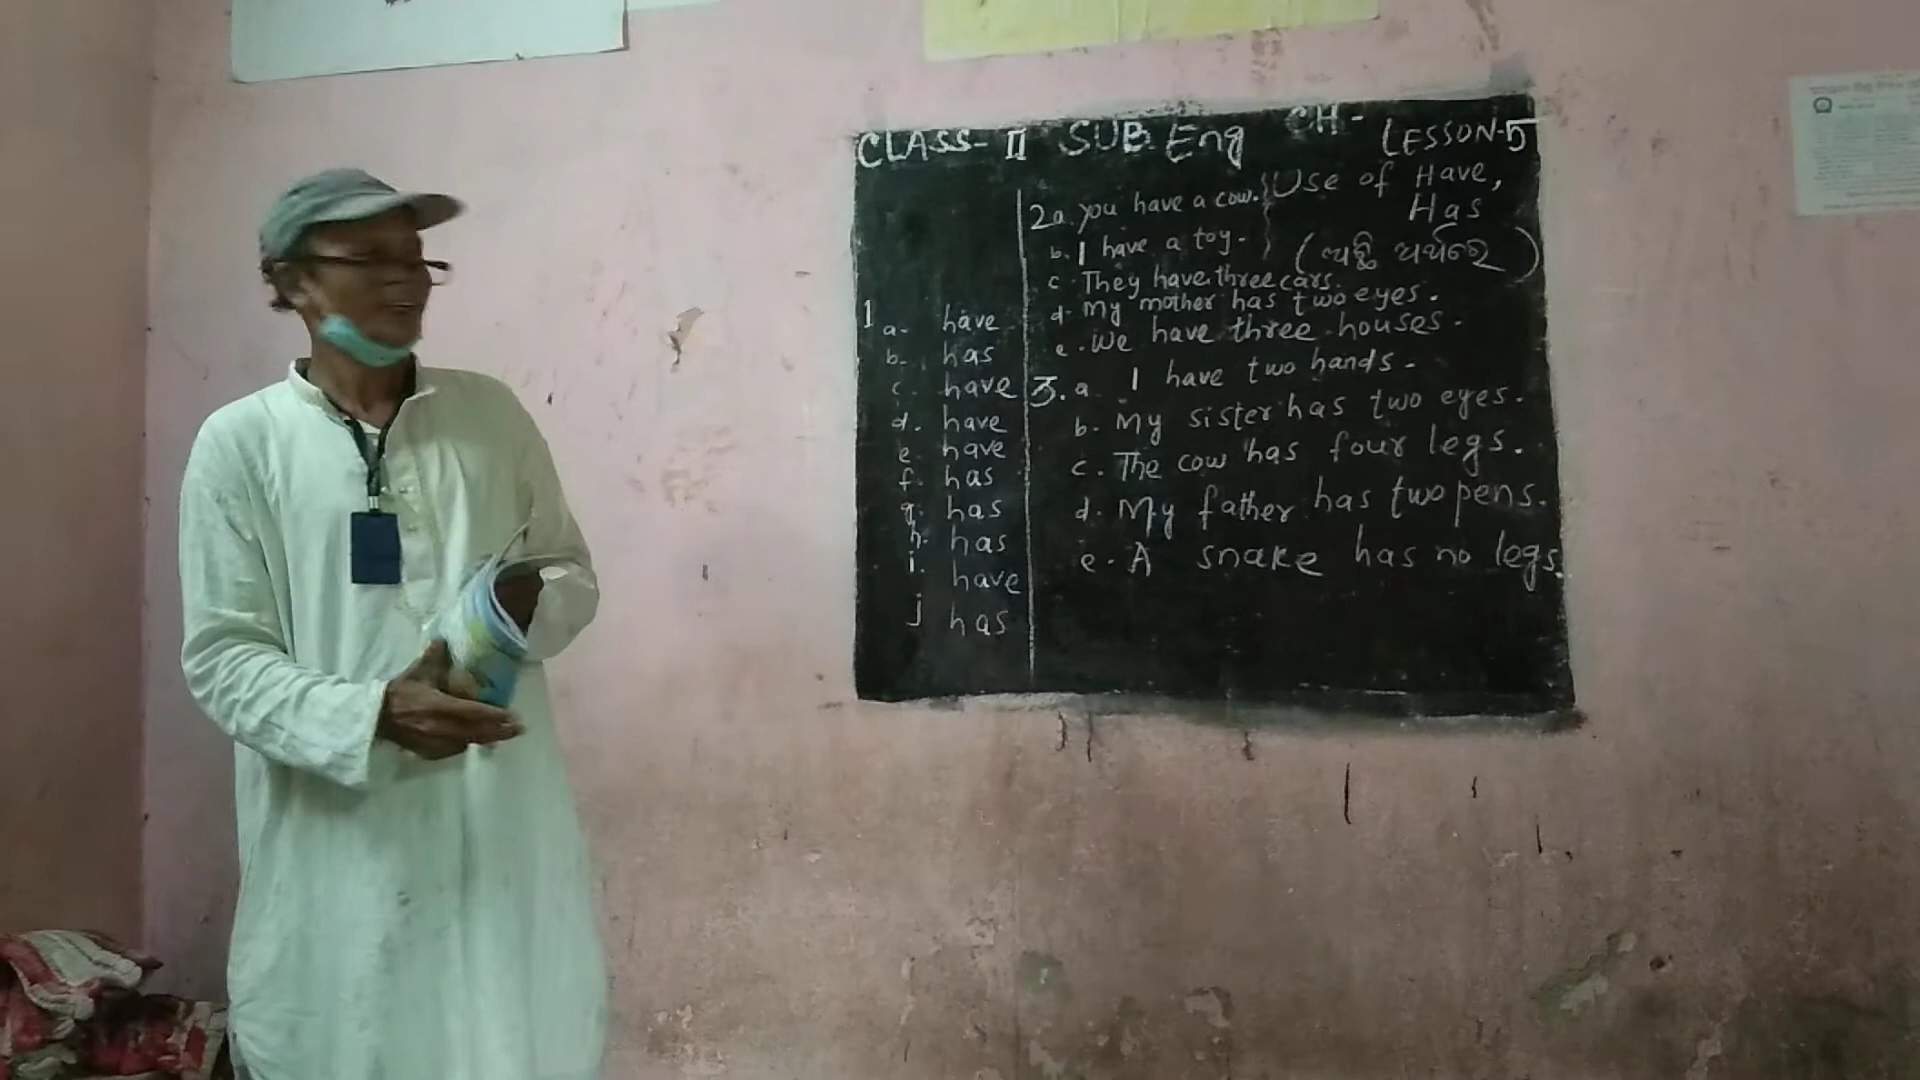 CLASS- II SUB. Eng CH- LESSON-5
Use of Have,
Has
(ଅଛି ଅର୍ଥରେ)
1
a. have
b. has
c. have
d. have
e. have
f. has
g. has
h. has
i. have
j has
2a. you have a cow.
b. I have a toy.
c. They have three cars.
d. My mother has two eyes.
e. We have three houses.
3. a. I have two hands.
b. My sister has two eyes.
c. The cow has four legs.
d. My father has two pens.
e. A snake has no legs.